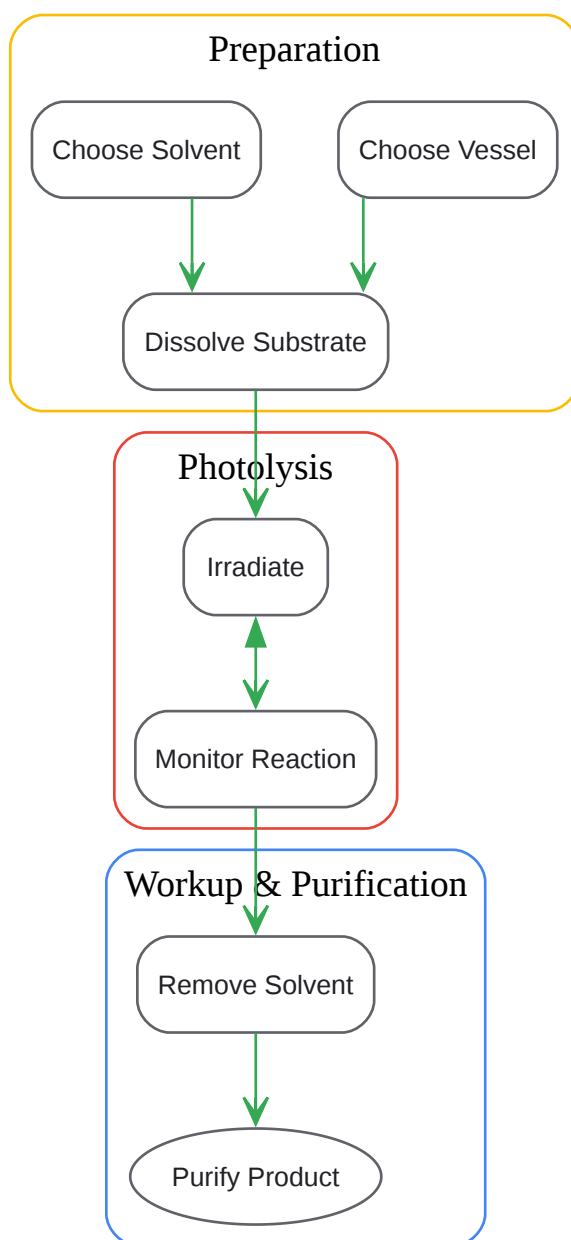 Preparation
Choose Solvent
Choose Vessel
Dissolve Substrate
Photolysis
Irradiate
Monitor Reaction
Workup & Purification
Remove Solvent
Purify Product